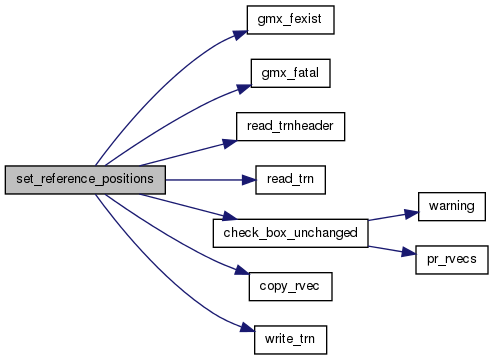 gmx_fexist
gmx_fatal
read_trnheader
set_reference_positions
read_trn
warning
check_box_unchanged
pr_rvecs
copy_rvec
write_trn